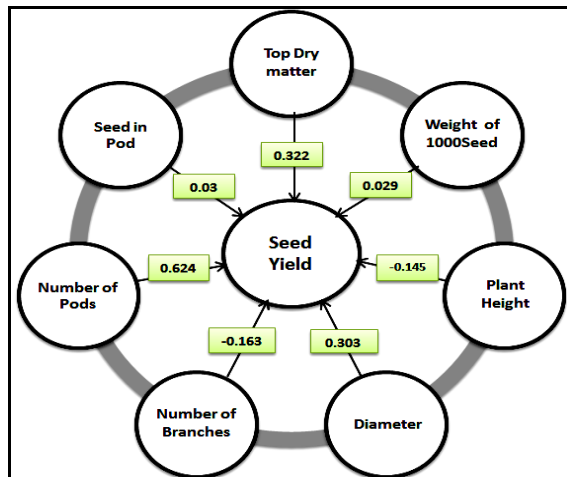 Top Dry
matter
Seed in
Pod
Weight of
1000Seed
0.322
0.03
0.029
Seed
Yield
Number of
Pods
0.624
-0.145
Plant
Height
-0.163
0.303
Number of
Branches
Diameter